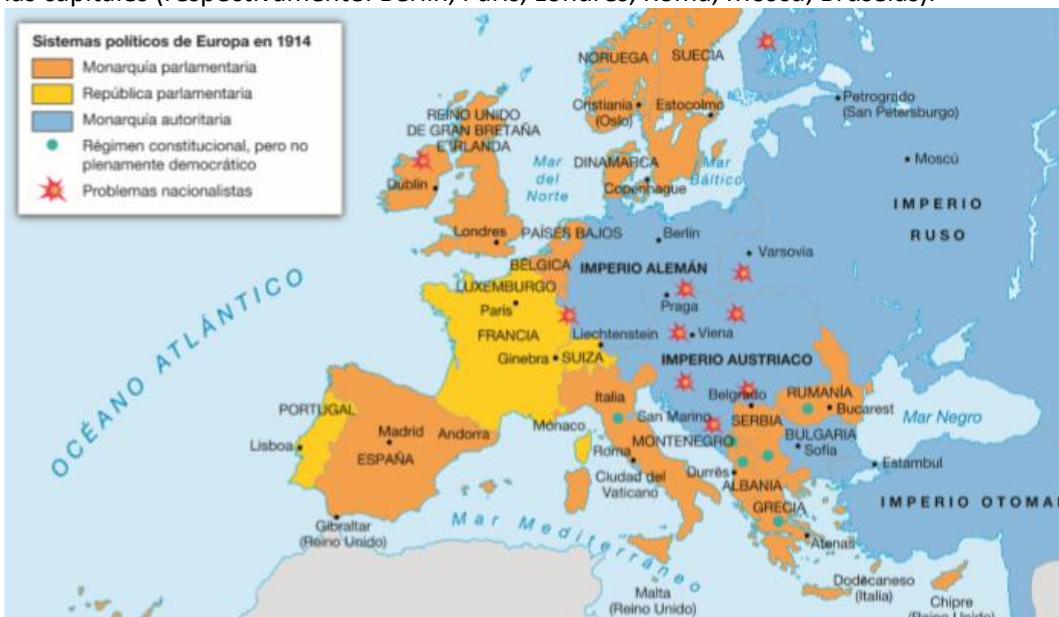 las capitales (respectivamente: Berlín, París, Londres, Roma, Moscú, Bruselas).
Sistemas políticos de Europa en 1914
Monarquía parlamentaria
República parlamentaria
Monarquía autoritaria
Régimen constitucional, pero no
plenamente democrático
Problemas nacionalistas
NORUEGA
SUECIA
Cristiania
(Oslo)
Estocolmo
Petrogrado
(San Petersburgo)
Moscú
REINO UNIDO
DE GRAN BRETAÑA
E IRLANDA
Mar
del
Norte
DINAMARCA
Copenhague
Mar
Báltico
Dublín
IMPERIO
RUSO
Londres
PAÍSES BAJOS
Berlín
Varsovia
BÉLGICA
IMPERIO ALEMÁN
LUXEMBURGO
Praga
París
FRANCIA
Liechtenstein
Viena
Ginebra
SUIZA
IMPERIO AUSTRIACO
OCÉANO ATLÁNTICO
Italia
Belgrado
RUMANÍA
Bucarest
Mar Negro
PORTUGAL
Mónaco
San Marino
SERBIA
MONTENEGRO
BULGARIA
Sofía
Lisboa
Madrid
ESPAÑA
Andorra
Roma
Ciudad del
Vaticano
Durrës
ALBANIA
Estambul
GRECIA
IMPERIO OTOMA
Gibraltar
(Reino Unido)
Mar Mediterráneo
Atenas
Malta
(Reino Unido)
Dodecaneso
(Italia)
Chipre
(Reino Unido)